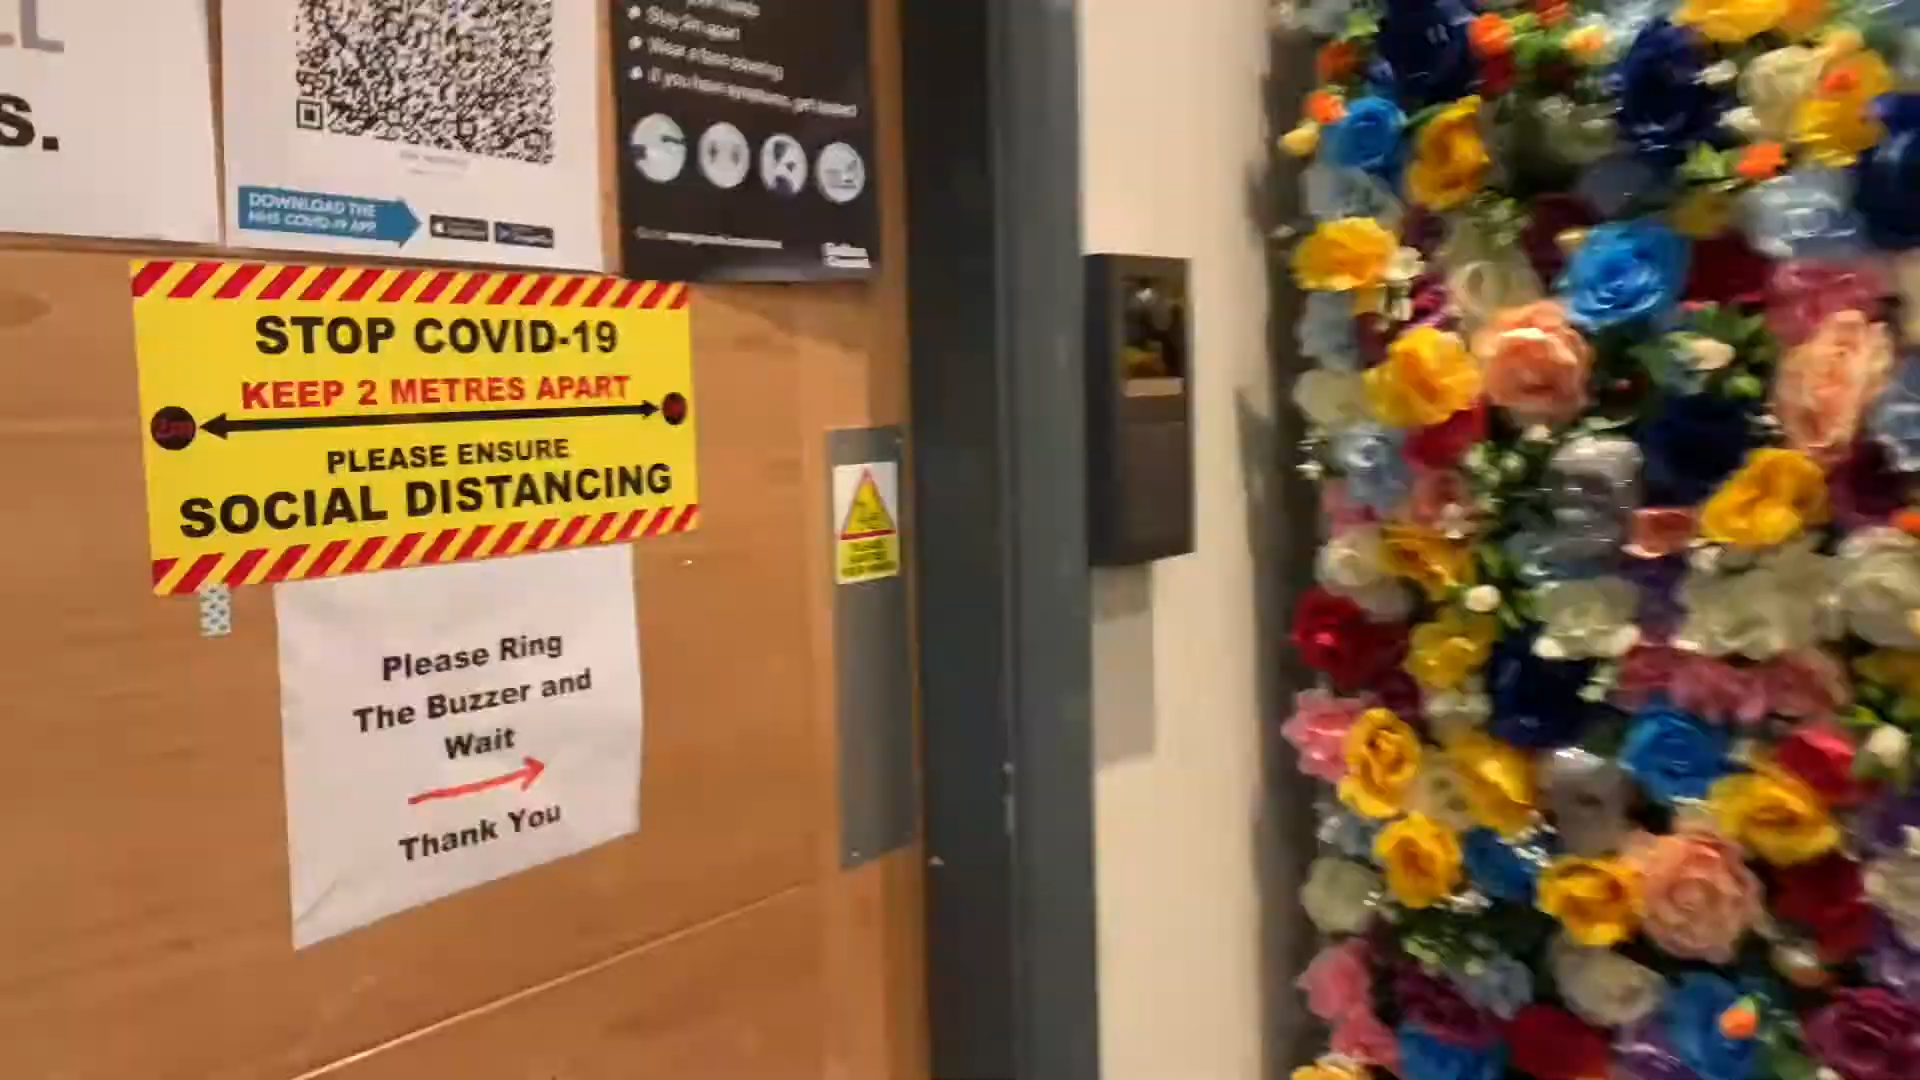 s.
DOWNLOAD THE
NHS COVID-19 APP
Stay 2m apart
Wear a face covering
If you have symptoms, get tested
STOP COVID-19
KEEP 2 METRES APART
2m
PLEASE ENSURE
SOCIAL DISTANCING
Please Ring
The Buzzer and
Wait
Thank You